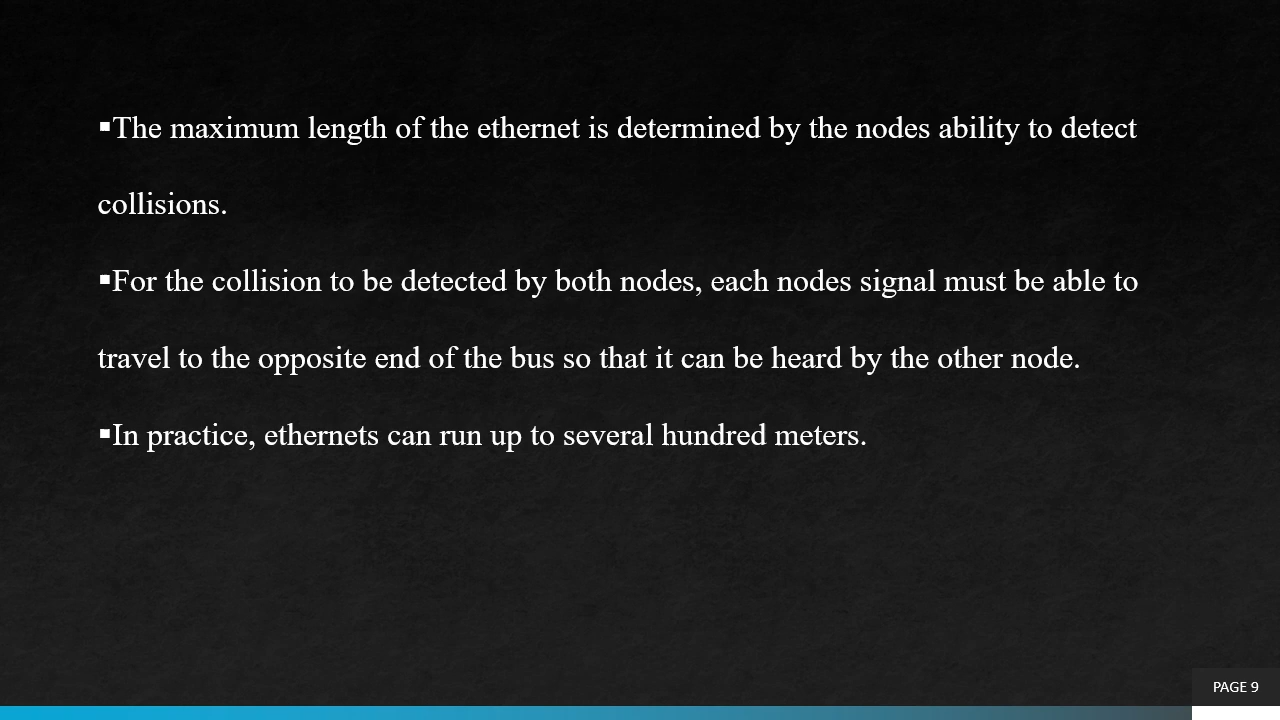 ▪The maximum length of the ethernet is determined by the nodes ability to detect
collisions.
▪For the collision to be detected by both nodes, each nodes signal must be able to
travel to the opposite end of the bus so that it can be heard by the other node.
▪In practice, ethernets can run up to several hundred meters.
PAGE 9